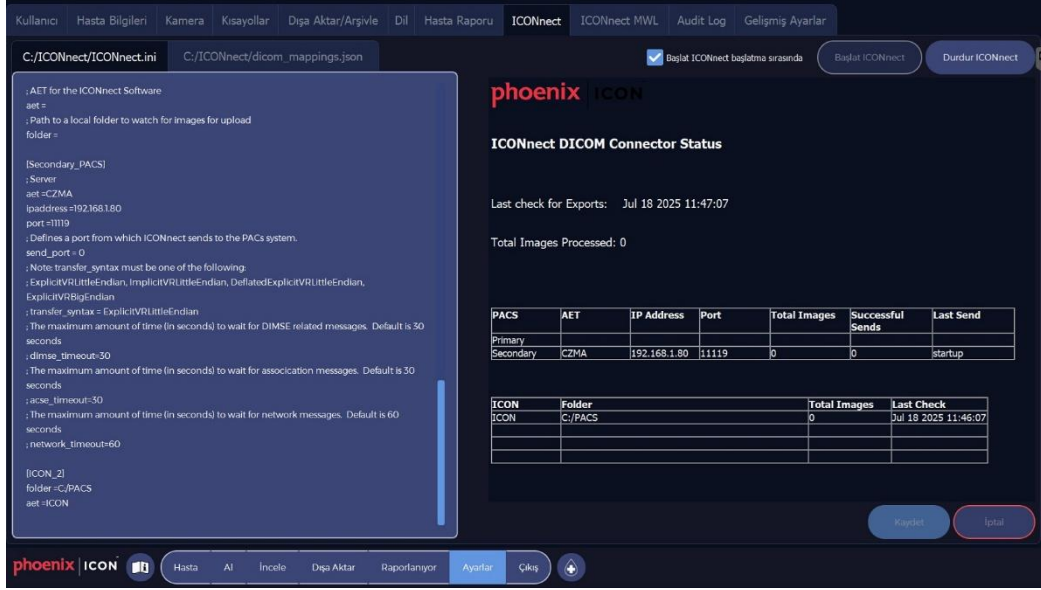 Kullanıcı Hasta Bilgileri Kamera Kısayollar Dışa Aktar/Arşivle Dil Hasta Raporu ICONnect ICONnect MWL Audit Log Gelişmiş Ayarlar
C:/ICONnect/ICONnect.ini C:/ICONnect/dicom_mappings.json
Başlat ICONnect başlatma sırasında Başlat ICONnect Durdur ICONnect
; AET for the ICONnect Software
aet =
; Path to a local folder to watch for images for upload
folder =
[Secondary_PACS]
; Server
aet =CZMA
ipaddress =192.168.1.80
port =11119
; Defines a port from which ICONnect sends to the PACs system.
send_port = 0
; Note: transfer_syntax must be one of the following:
; ExplicitVRLittleEndian, ImplicitVRLittleEndian, DeflatedExplicitVRLittleEndian,
ExplicitVRBigEndian
; transfer_syntax = ExplicitVRLittleEndian
; The maximum amount of time (in seconds) to wait for DIMSE related messages. Default is 30
seconds
; dimse_timeout=30
; The maximum amount of time (in seconds) to wait for assocication messages. Default is 30
seconds
; acse_timeout=30
; The maximum amount of time (in seconds) to wait for network messages. Default is 60
seconds
; network_timeout=60
[ICON_2]
folder =C:/PACS
aet =ICON
phoenix ICON
ICONnect DICOM Connector Status
Last check for Exports: Jul 18 2025 11:47:07
Total Images Processed: 0
PACS AET IP Address Port Total Images Successful Sends Last Send
Primary
Secondary CZMA 192.168.1.80 11119 0 0 startup
ICON Folder Total Images Last Check
ICON C:/PACS 0 Jul 18 2025 11:46:07
Kaydet İptal
phoenix ICON Hasta AI İncele Dışa Aktar Raporlanıyor Ayarlar Çıkış